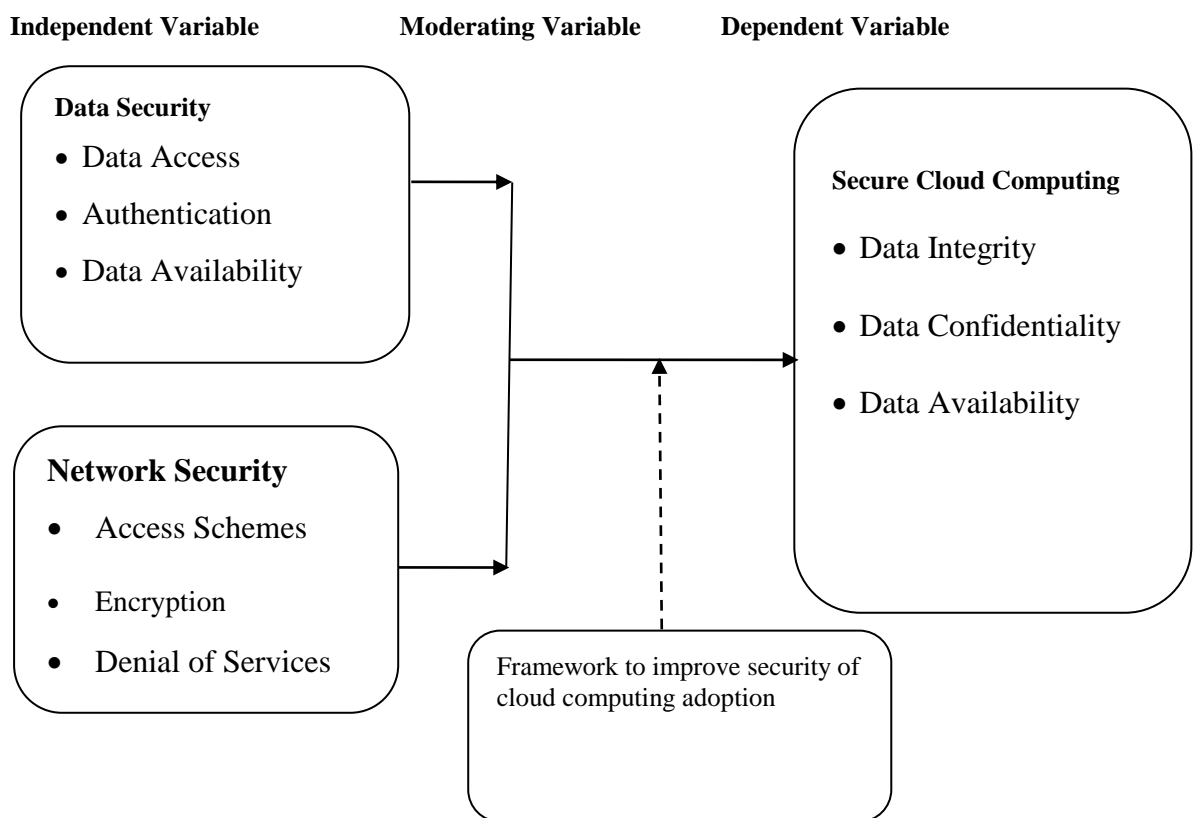 Independent Variable Moderating Variable Dependent Variable
Data Security
• Data Access
• Authentication
• Data Availability
Network Security
• Access Schemes
• Encryption
• Denial of Services
Framework to improve security of
cloud computing adoption
Secure Cloud Computing
• Data Integrity
• Data Confidentiality
• Data Availability